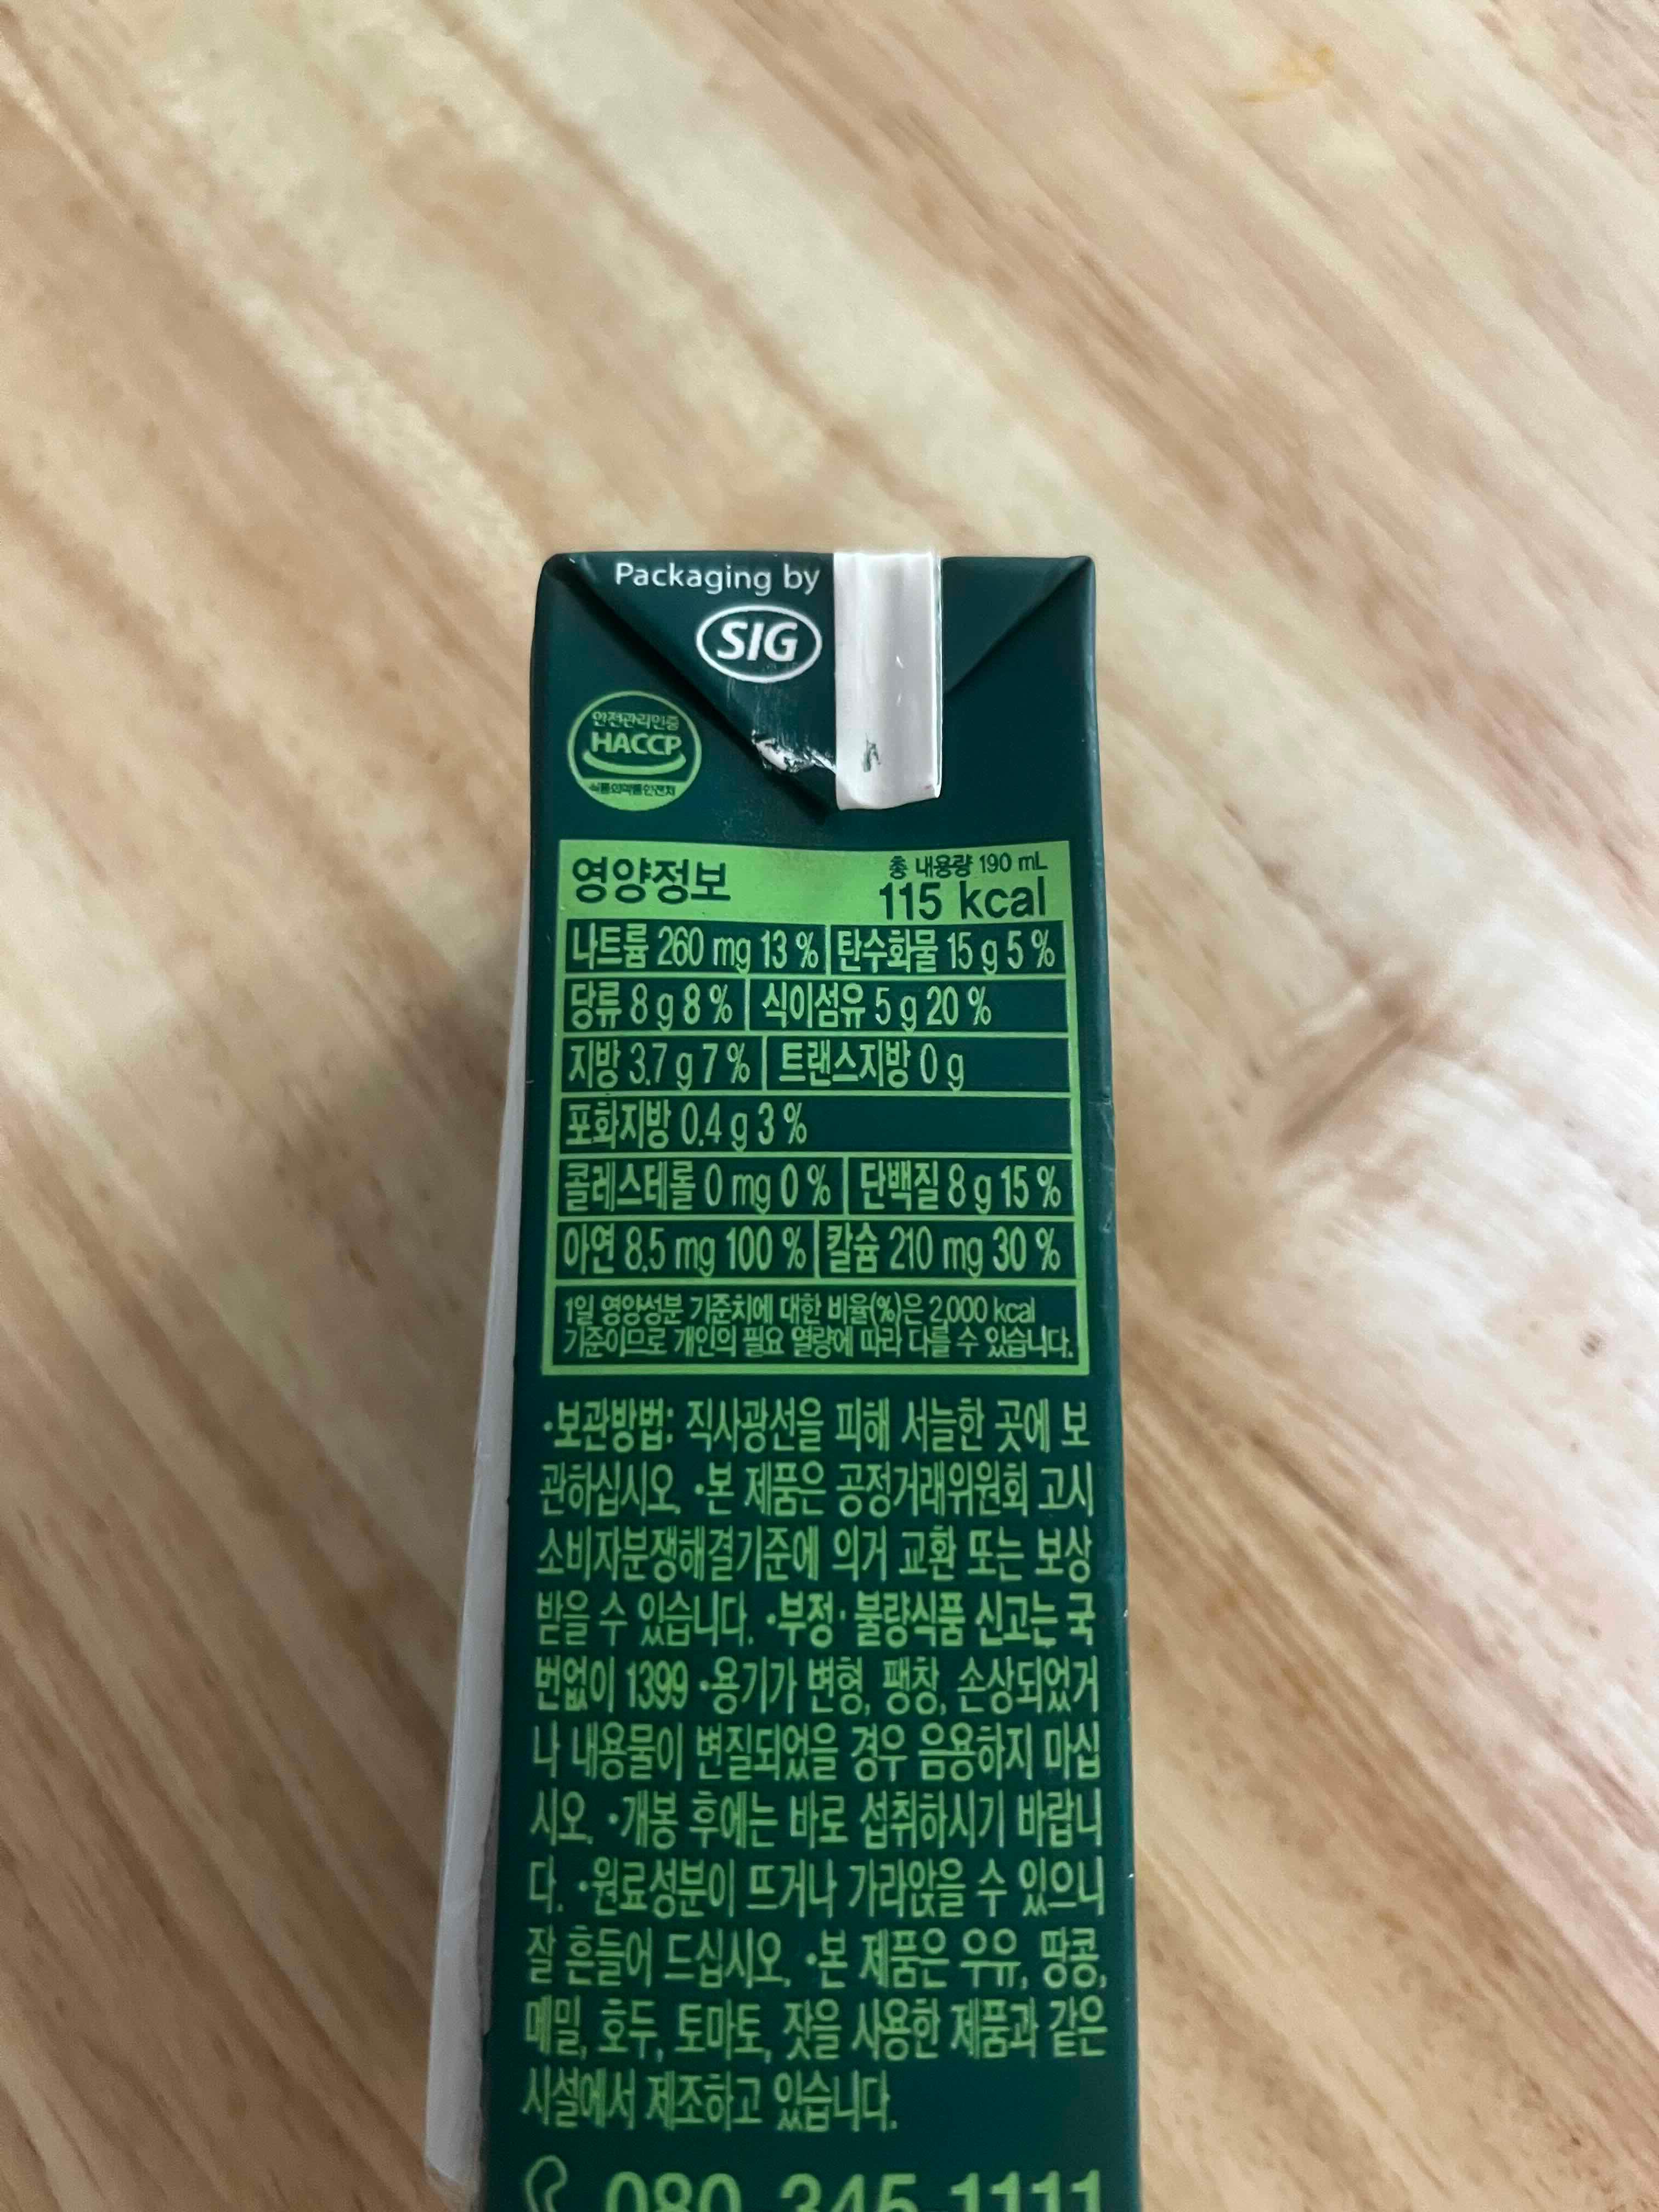 Packaging by
SIG
안전관리인증
HACCP
식품의약품안전처
영양정보
총 내용량 190 mL
115 kcal
나트륨 260 mg 13 % 탄수화물 15 g 5 %
당류 8 g 8 % 식이섬유 5 g 20 %
지방 3.7 g 7 % 트랜스지방 0 g
포화지방 0.4 g 3 %
콜레스테롤 0 mg 0 % 단백질 8 g 15 %
아연 8.5 mg 100 % 칼슘 210 mg 30 %
1일 영양성분 기준치에 대한 비율(%)은 2,000 kcal
기준이므로 개인의 필요 열량에 따라 다를 수 있습니다.
•보관방법: 직사광선을 피해 서늘한 곳에 보
관하십시오. •본 제품은 공정거래위원회 고시
소비자분쟁해결기준에 의거 교환 또는 보상
받을 수 있습니다. •부정·불량식품 신고는 국
번없이 1399 •용기가 변형, 팽창, 손상되었거
나 내용물이 변질되었을 경우 음용하지 마십
시오. •개봉 후에는 바로 섭취하시기 바랍니
다. •원료성분이 뜨거나 가라앉을 수 있으니
잘 흔들어 드십시오. •본 제품은 우유, 땅콩,
메밀, 호두, 토마토, 잣을 사용한 제품과 같은
시설에서 제조하고 있습니다.
080 345 1111